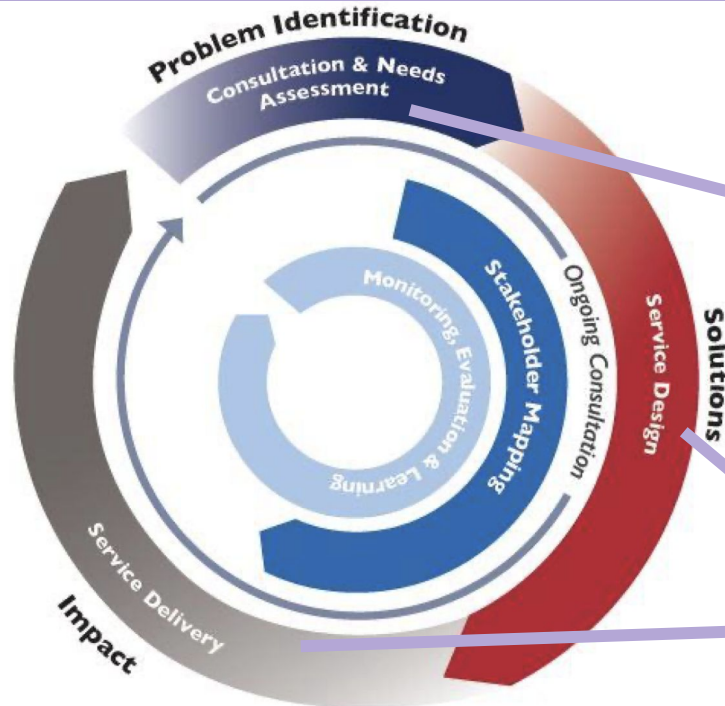 Problem Identification
Consultation & Needs
Assessment
Solutions
Service Design
Ongoing Consultation
Stakeholder Mapping
Monitoring, Evaluation & Learning
Service Delivery
Impact